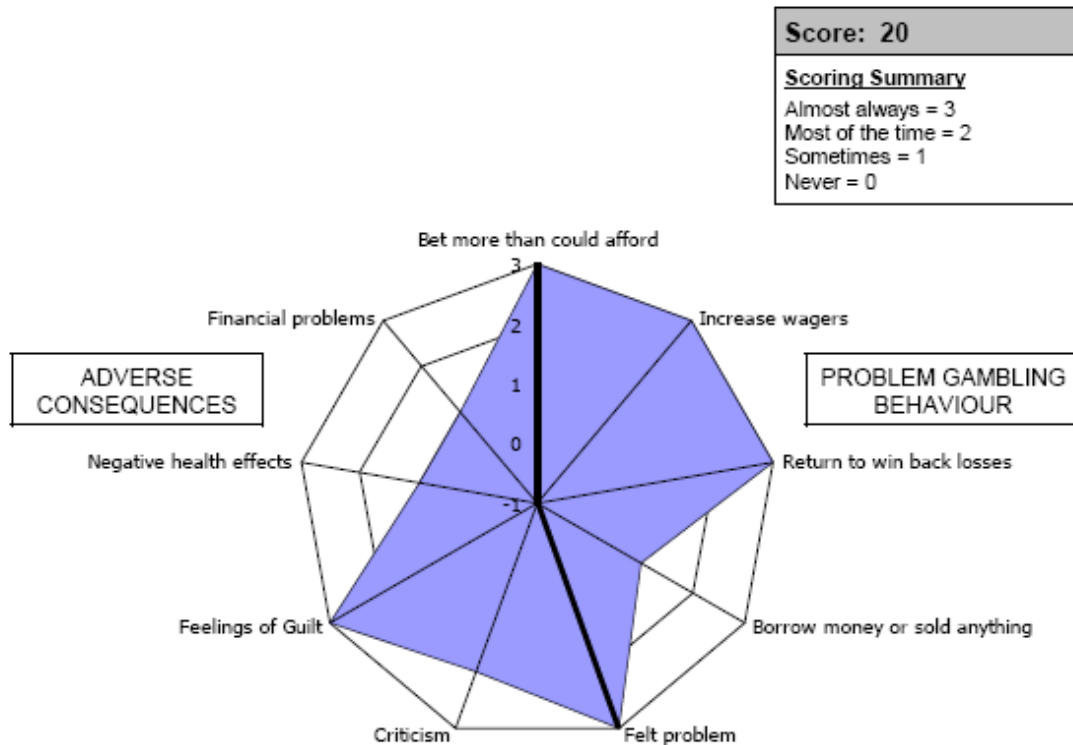 Score: 20
Scoring Summary
Almost always = 3
Most of the time = 2
Sometimes = 1
Never = 0
Bet more than could afford
3
Financial problems
Increase wagers
2
ADVERSE
CONSEQUENCES
1
PROBLEM GAMBLING
BEHAVIOUR
0
Negative health effects
Return to win back losses
-1
Feelings of Guilt
Borrow money or sold anything
Criticism
Felt problem